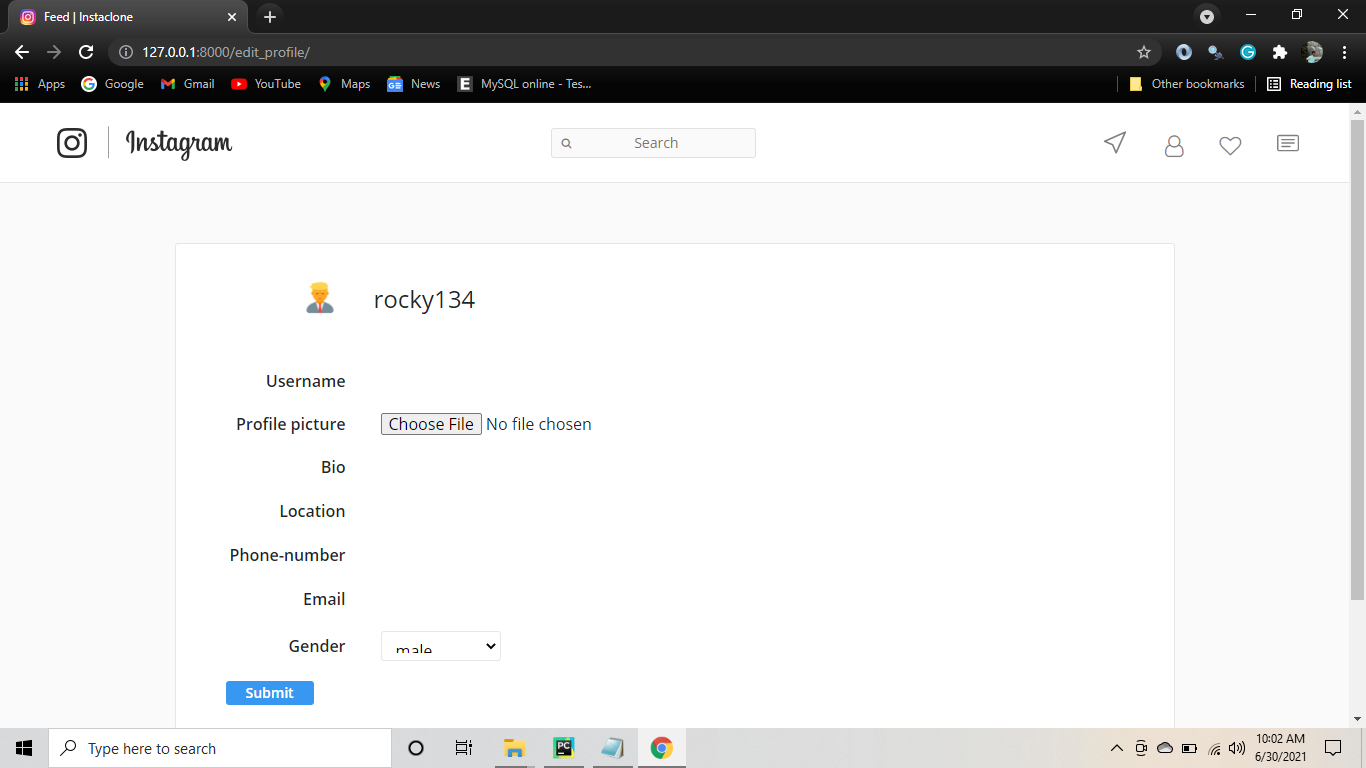 Feed | Instaclone
127.0.0.1:8000/edit_profile/
Apps Google Gmail YouTube Maps News E MySQL online - Tes... Other bookmarks Reading list
Instagram Search
rocky134
Username
Profile picture Choose File No file chosen
Bio
Location
Phone-number
Email
Gender male
Submit
Type here to search PC 10:02 AM
6/30/2021